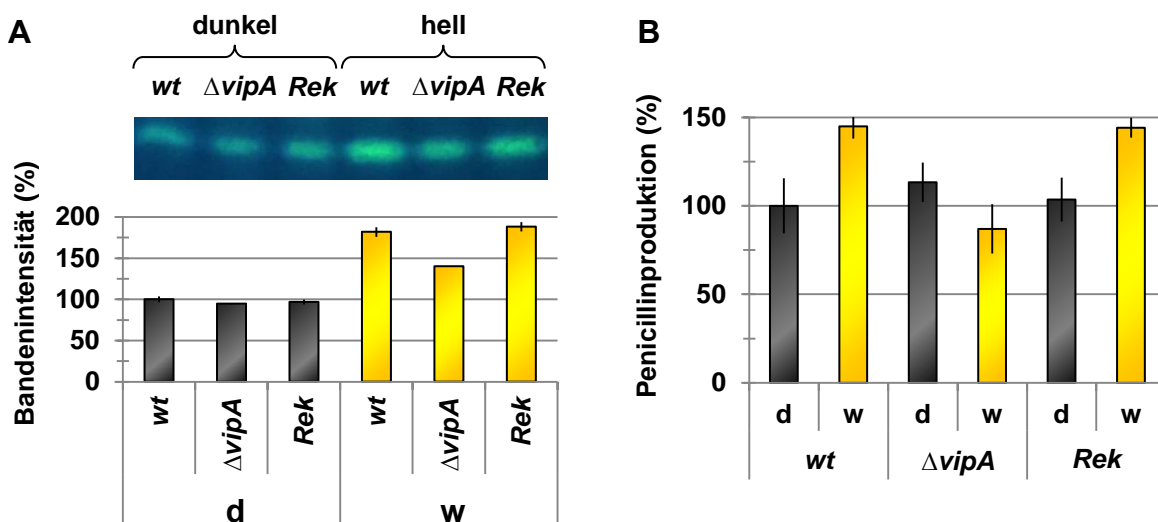 A
dunkel
hell
wt ΔvipA Rek wt ΔvipA Rek
Bandenintensität (%)
200
150
100
50
0
wt
ΔvipA
Rek
wt
ΔvipA
Rek
d
w
B
Penicillinproduktion (%)
150
100
50
0
d w d w d w
wt ΔvipA Rek